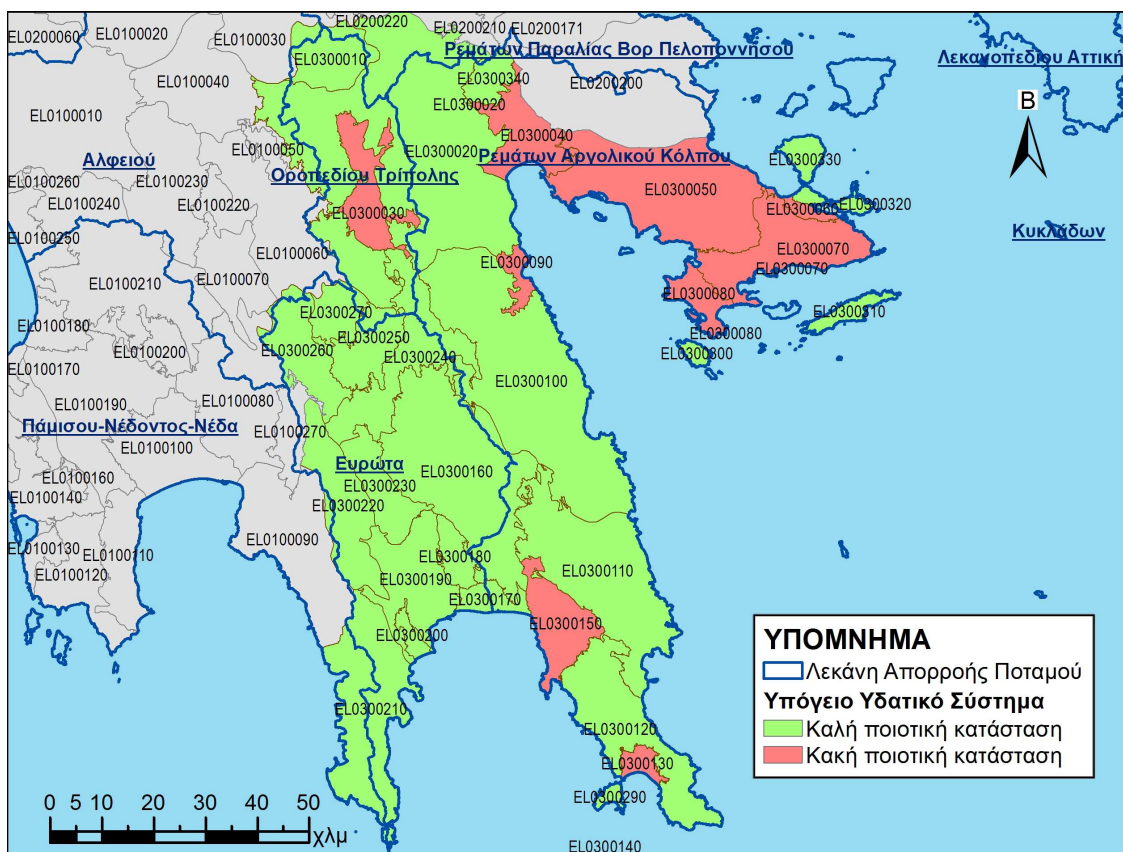 EL0200220
EL0200210
EL0200171
EL0100020
EL0100030
EL0200060
EL0300010
Ρεμάτων Παραλίας Βορ Πελοποννήσου
Λεκανοπεδίου Αττική
EL0100040
EL0300340
EL0200200
EL0300020
B
EL0100010
EL0300040
EL0100050
EL0300020
Αλφειού
Ρεμάτων Αργολικού Κόλπου
EL0300330
Οροπεδίου Τρίπολης
EL0100260
EL0100230
EL0300050
EL0100240
EL0100220
EL0300320
EL0300030
EL0300060
Κυκλάδων
EL0100250
EL0100060
EL0300070
EL0300090
EL0300070
EL0100070
EL0100210
EL0300080
EL0300270
EL0300310
EL0100180
EL0300250
EL0300080
EL0100200
EL0300260
EL0300240
EL0300300
EL0100170
EL0300100
EL0100080
EL0100190
Πάμισου-Νέδοντος-Νέδα
EL0100270
EL0100100
Ευρώτα
EL0300160
EL0100160
EL0300230
EL0100140
EL0300220
EL0100090
EL0100130
EL0100110
EL0300180
EL0300110
EL0100120
EL0300190
EL0300170
EL0300150
EL0300200
ΥΠΟΜΝΗΜΑ
Λεκάνη Απορροής Ποταμού
Υπόγειο Υδατικό Σύστημα
Καλή ποιοτική κατάσταση
Κακή ποιοτική κατάσταση
EL0300210
EL0300120
EL0300130
EL0300290
0 5 10 20 30 40 50
χλμ
EL0300140